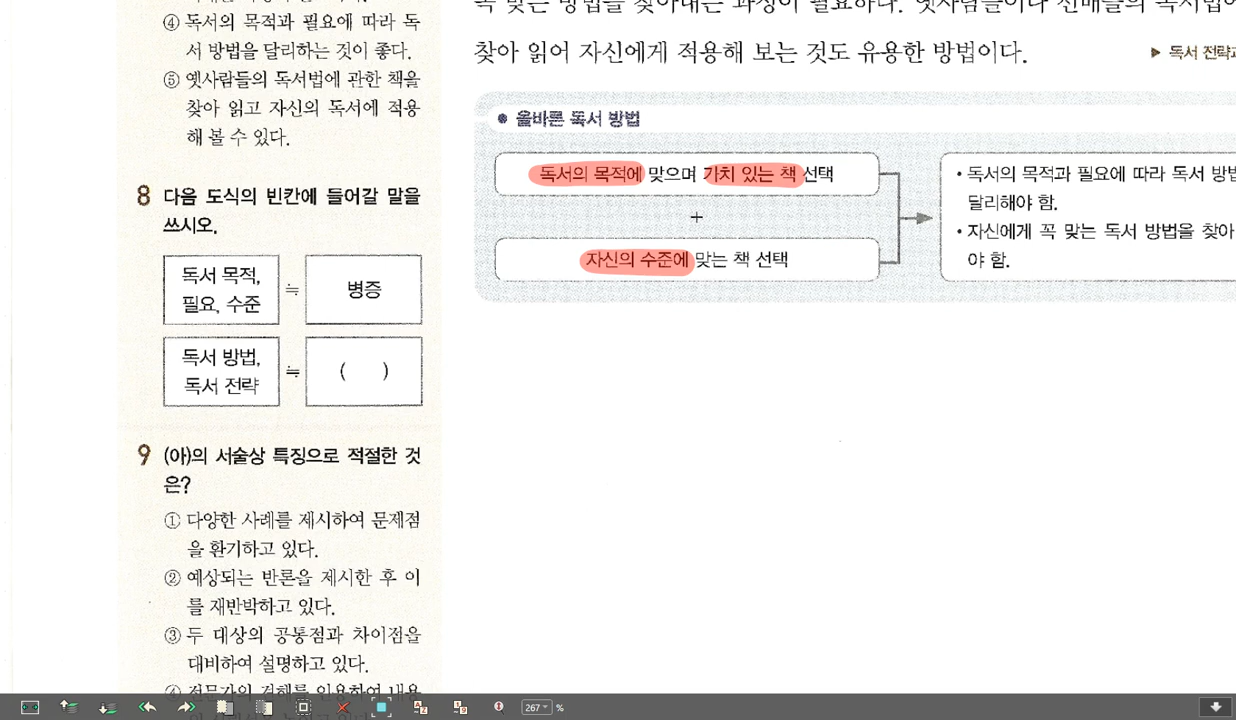 ④ 독서의 목적과 필요에 따라 독
서 방법을 달리하는 것이 좋다.
⑤ 옛사람들의 독서법에 관한 책을
찾아 읽고 자신의 독서에 적용
해 볼 수 있다.
8 다음 도식의 빈칸에 들어갈 말을
쓰시오.
독서 목적,
필요, 수준
≒
병증
독서 방법,
독서 전략
≒
( )
9 (아)의 서술상 특징으로 적절한 것
은?
① 다양한 사례를 제시하여 문제점
을 환기하고 있다.
② 예상되는 반론을 제시한 후 이
를 재반박하고 있다.
③ 두 대상의 공통점과 차이점을
대비하여 설명하고 있다.
④ 전문가의 견해를 인용하여 내용
찾아 읽어 자신에게 적용해 보는 것도 유용한 방법이다.
▶ 독서 전략
올바른 독서 방법
독서의 목적에 맞으며 가치 있는 책 선택
+
자신의 수준에 맞는 책 선택
• 독서의 목적과 필요에 따라 독서 방법
달리해야 함.
• 자신에게 꼭 맞는 독서 방법을 찾아
야 함.
267 %